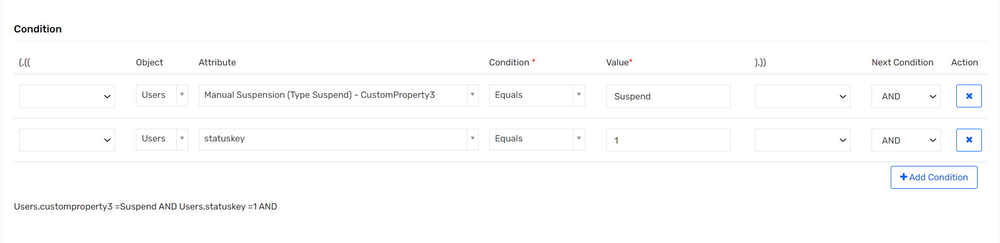 Condition
(,(( Object Attribute Condition * Value* ),)) Next Condition Action
Users Manual Suspension (Type Suspend) - CustomProperty3 Equals Suspend AND
Users statuskey Equals 1 AND
Add Condition
Users.customproperty3 =Suspend AND Users.statuskey =1 AND